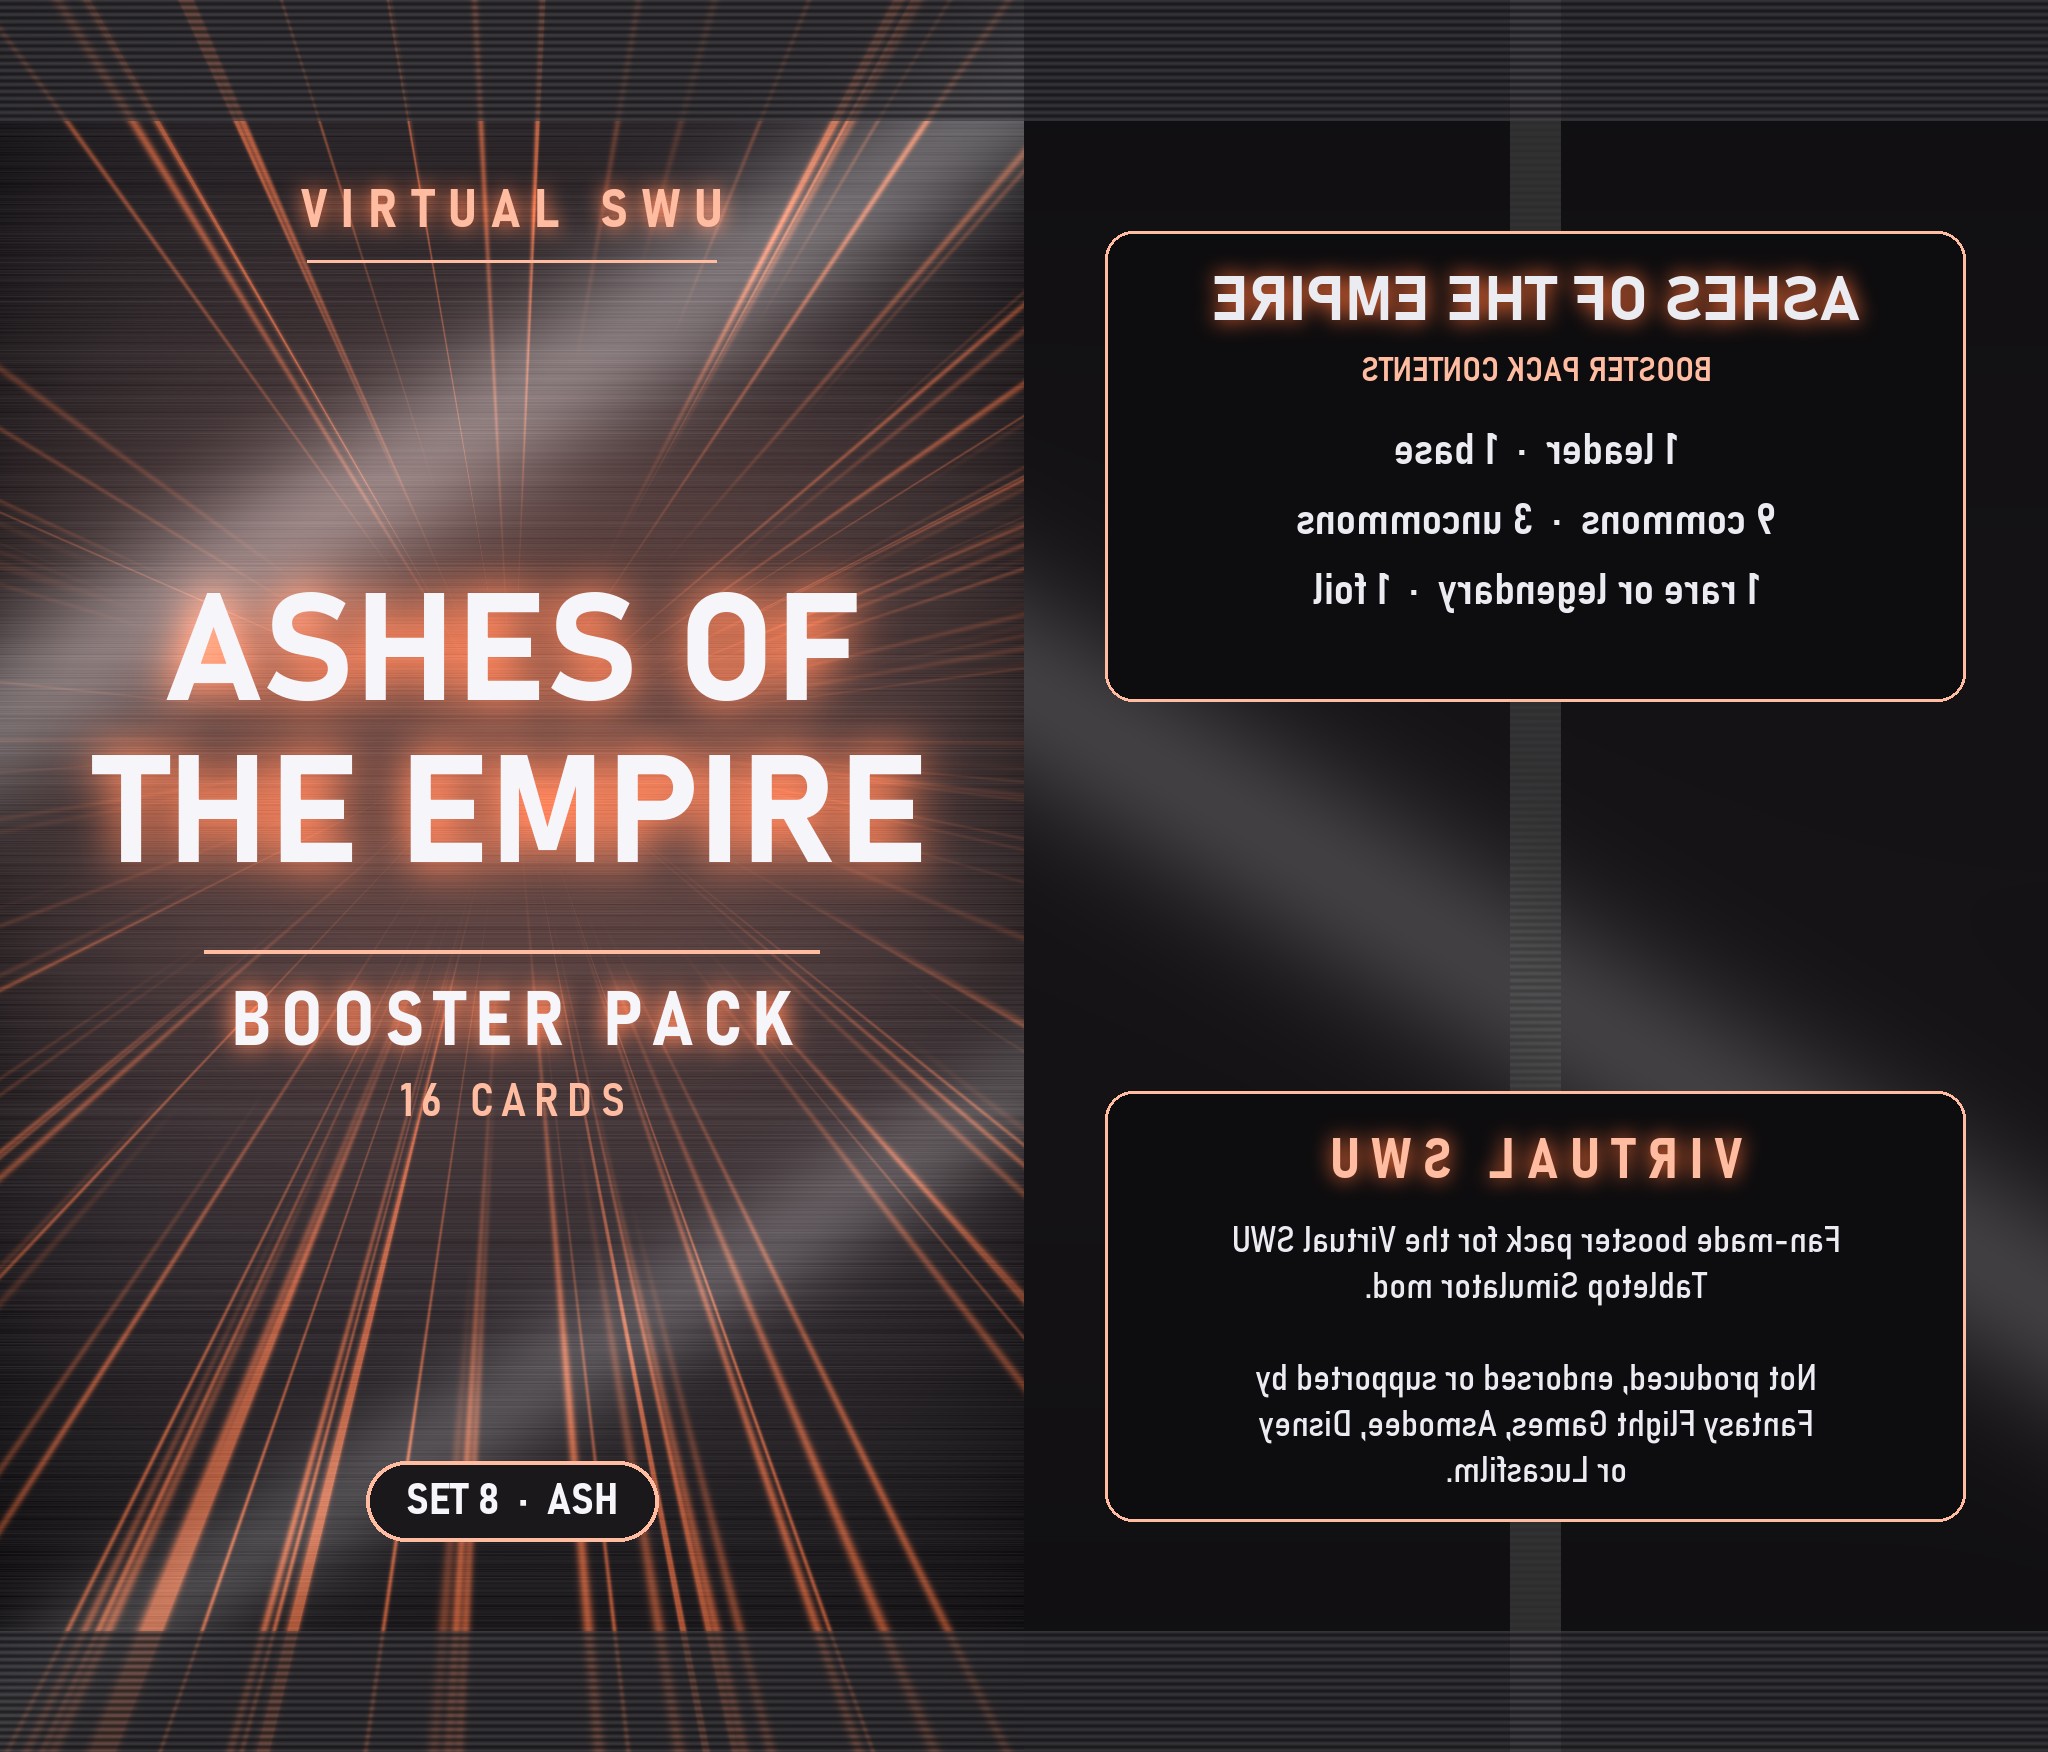 VIRTUAL SWU
ASHES OF
THE EMPIRE
BOOSTER PACK
16 CARDS
SET 8 · ASH
ASHES OF THE EMPIRE
BOOSTER PACK CONTENTS
1 leader · 1 base
9 commons · 3 uncommons
1 rare or legendary · 1 foil
VIRTUAL SWU
Fan-made booster pack for the Virtual SWU
Tabletop Simulator mod.
Not produced, endorsed or supported by
Fantasy Flight Games, Asmodee, Disney
or Lucasfilm.